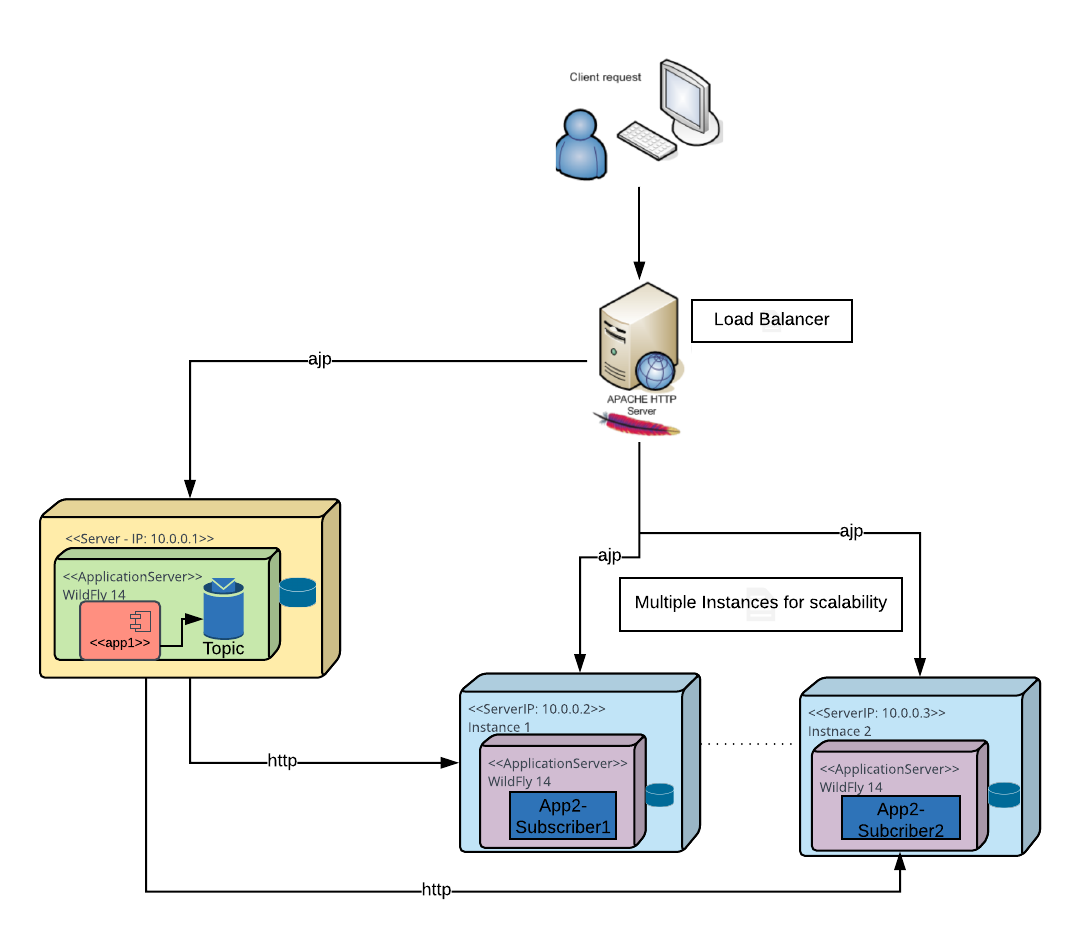 Client request
Load Balancer
APACHE HTTP
Server
ajp
<<Server - IP: 10.0.0.1>>
<<ApplicationServer>>
WildFly 14
<<app1>>
Topic
ajp
ajp
Multiple Instances for scalability
<<ServerIP: 10.0.0.2>>
Instance 1
<<ApplicationServer>>
WildFly 14
App2-
Subscriber1
<<ServerIP: 10.0.0.3>>
Instnace 2
<<ApplicationServer>>
WildFly 14
App2-
Subcriber2
http
http